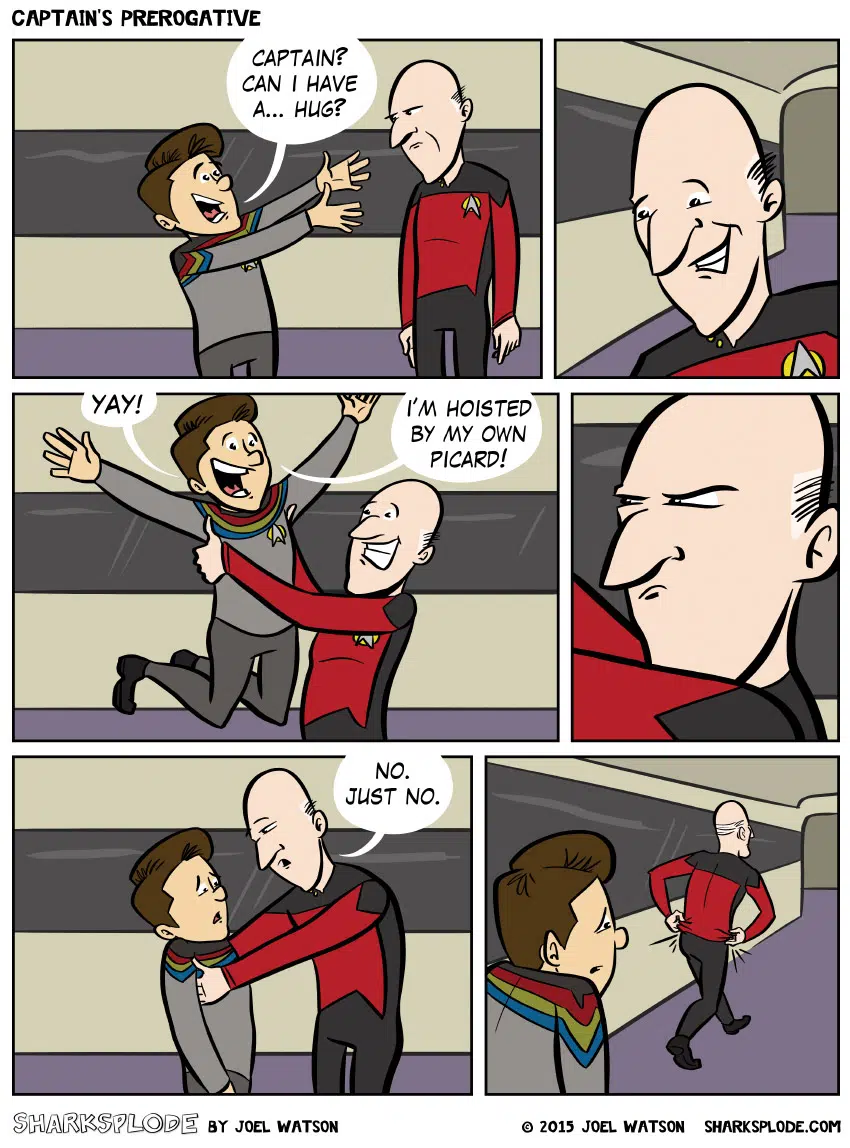 CAPTAIN'S PREROGATIVE
CAPTAIN?
CAN I HAVE
A... HUG?
YAY!
I'M HOISTED
BY MY OWN
PICARD!
NO.
JUST NO.
SHARKSPLODE BY JOEL WATSON © 2015 JOEL WATSON SHARKSPLODE.COM